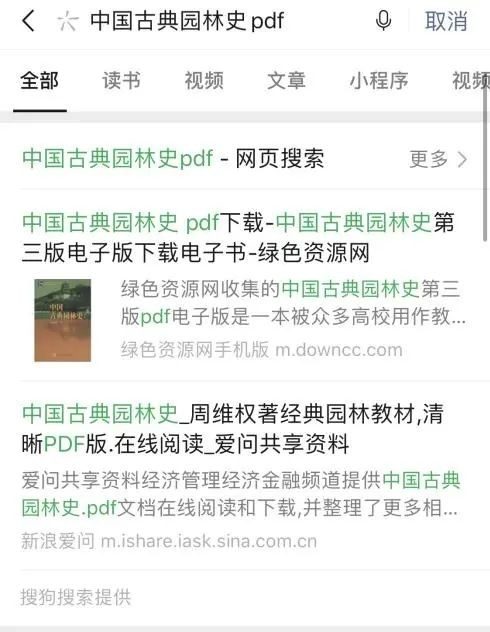 中国古典园林史pdf 取消
全部 读书 视频 文章 小程序 视频
中国古典园林史pdf - 网页搜索 更多
中国古典园林史 pdf下载-中国古典园林史第
三版电子版下载电子书-绿色资源网
中国
古典园林史
绿色资源网收集的中国古典园林史第三
版pdf电子版是一本被众多高校用作教...
绿色资源网手机版 m.downcc.com
中国古典园林史_周维权著经典园林教材,清
晰PDF版.在线阅读_爱问共享资料
爱问共享资料经济管理经济金融频道提供中国古典
园林史.pdf文档在线阅读和下载,并整理了更多相...
新浪爱问 m.ishare.iask.sina.com.cn
搜狗搜索提供